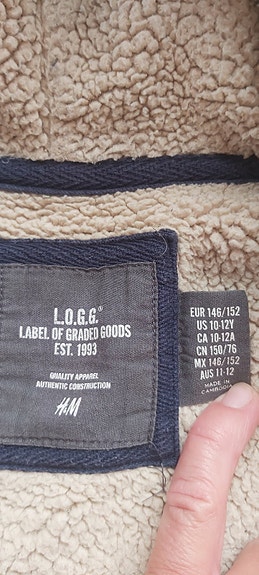 L.O.G.G.®
LABEL OF GRADED GOODS
EST. 1993
QUALITY APPAREL
AUTHENTIC CONSTRUCTION
H&M
EUR 146/152
US 10-12Y
CA 10-12A
CN 150/76
MX 146/152
AUS 11-12
MADE IN
CAMBODIA